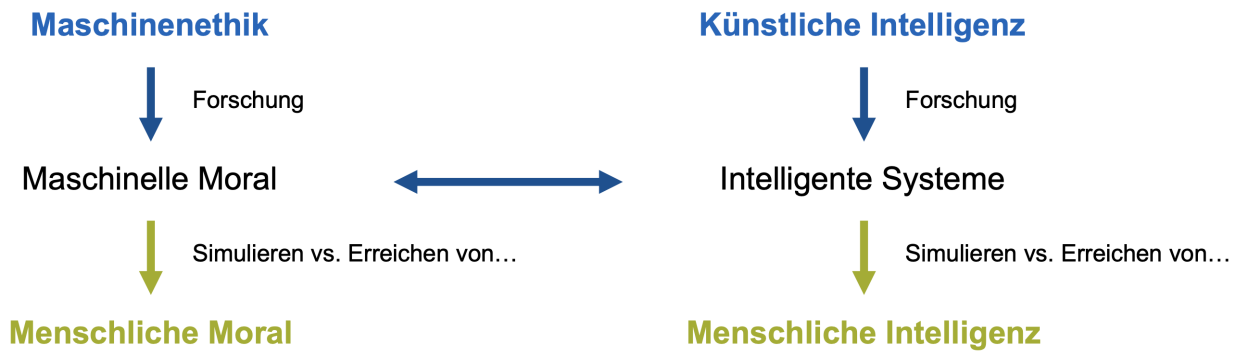 Maschinenethik
Künstliche Intelligenz
Forschung
Forschung
Maschinelle Moral
Intelligente Systeme
Simulieren vs. Erreichen von…
Simulieren vs. Erreichen von…
Menschliche Moral
Menschliche Intelligenz